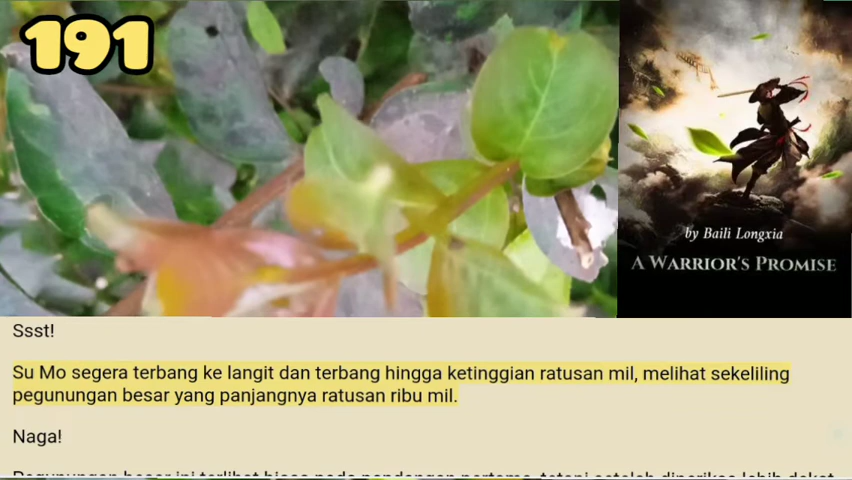 191
by Baili Longxia
A WARRIOR'S PROMISE
Ssst!
Su Mo segera terbang ke langit dan terbang hingga ketinggian ratusan mil, melihat sekeliling
pegunungan besar yang panjangnya ratusan ribu mil.
Naga!